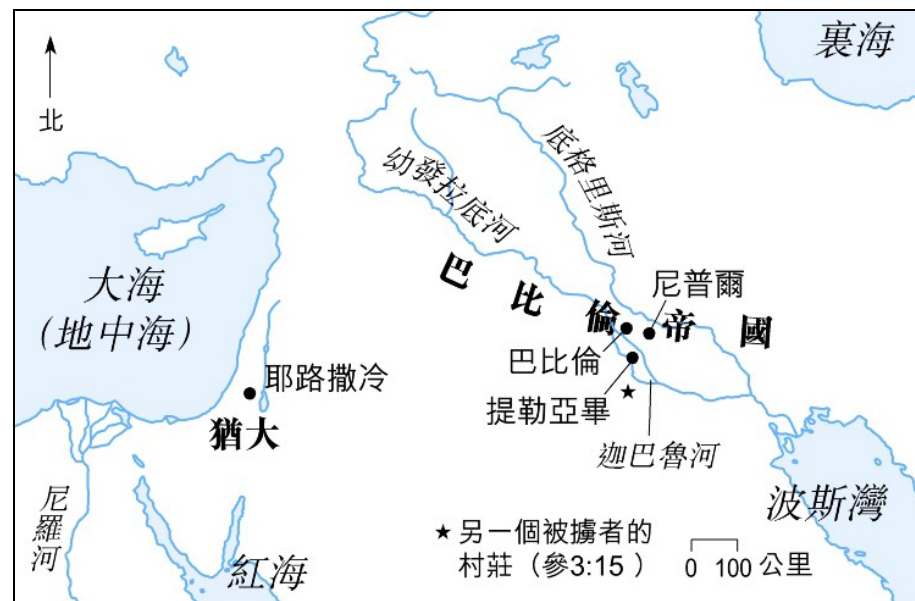 北
裏海
底格里斯河
幼發拉底河
大海
（地中海）
巴比倫帝國
尼普爾
巴比倫
提勒亞畢
耶路撒冷
猶大
迦巴魯河
尼羅河
紅海
波斯灣
★ 另一個被擄者的
村莊（參3:15）
0 100 公里